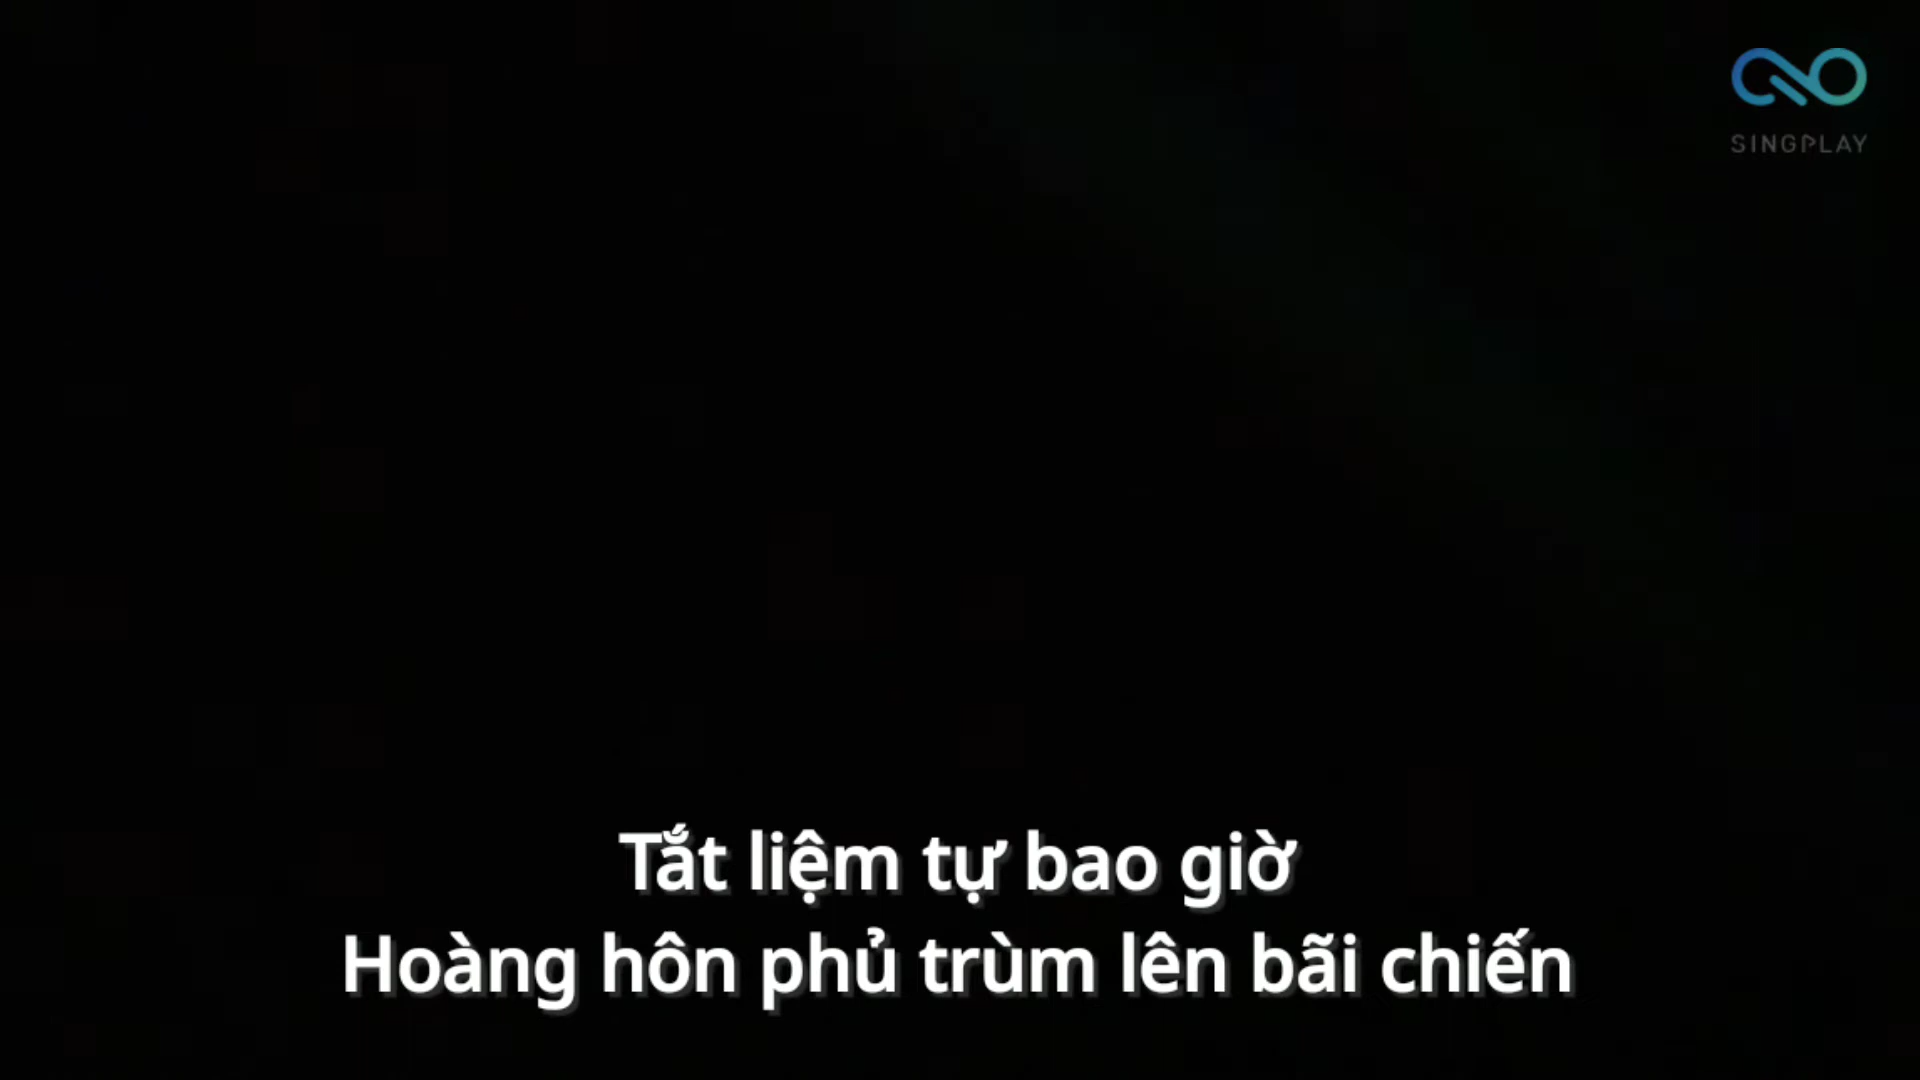 SINGPLAY
Tắt liệm tự bao giờ
Hoàng hôn phủ trùm lên bãi chiến